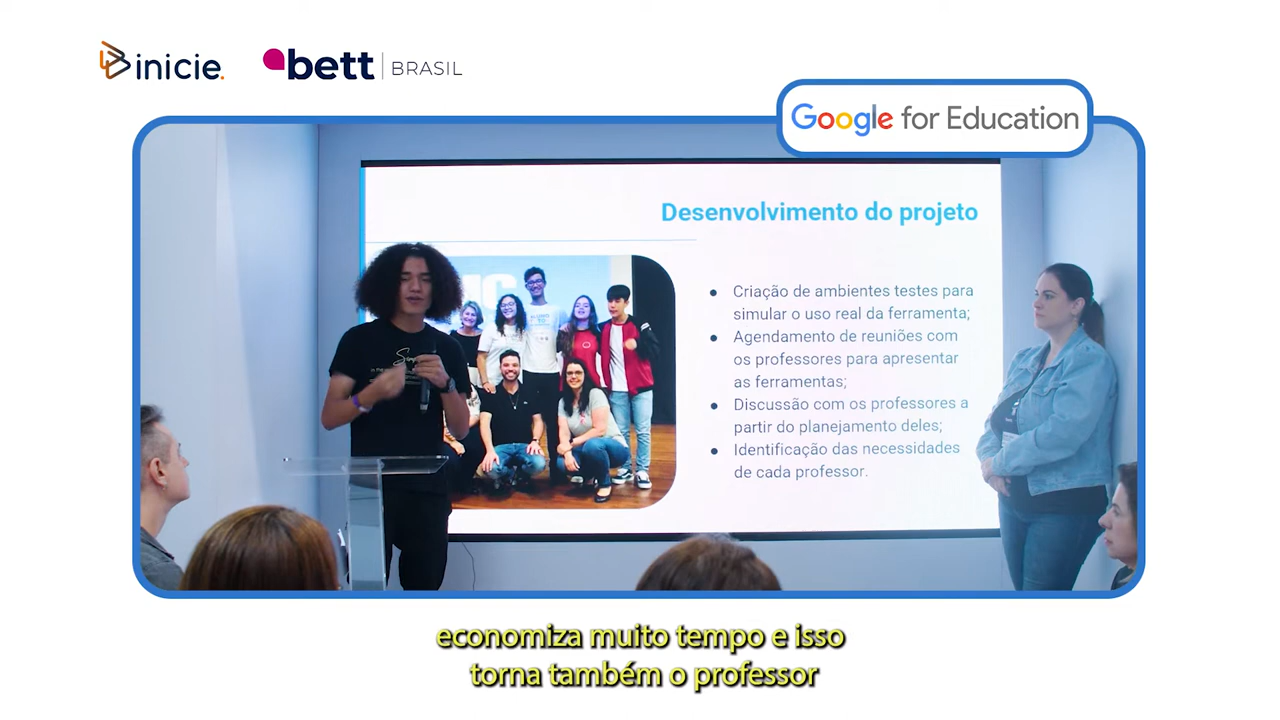 inicie.
bett BRASIL
Google for Education
Desenvolvimento do projeto
• Criação de ambientes testes para
simular o uso real da ferramenta;
• Agendamento de reuniões com
os professores para apresentar
as ferramentas;
• Discussão com os professores a
partir do planejamento deles;
• Identificação das necessidades
de cada professor.
economiza muito tempo e isso
torna também o professor